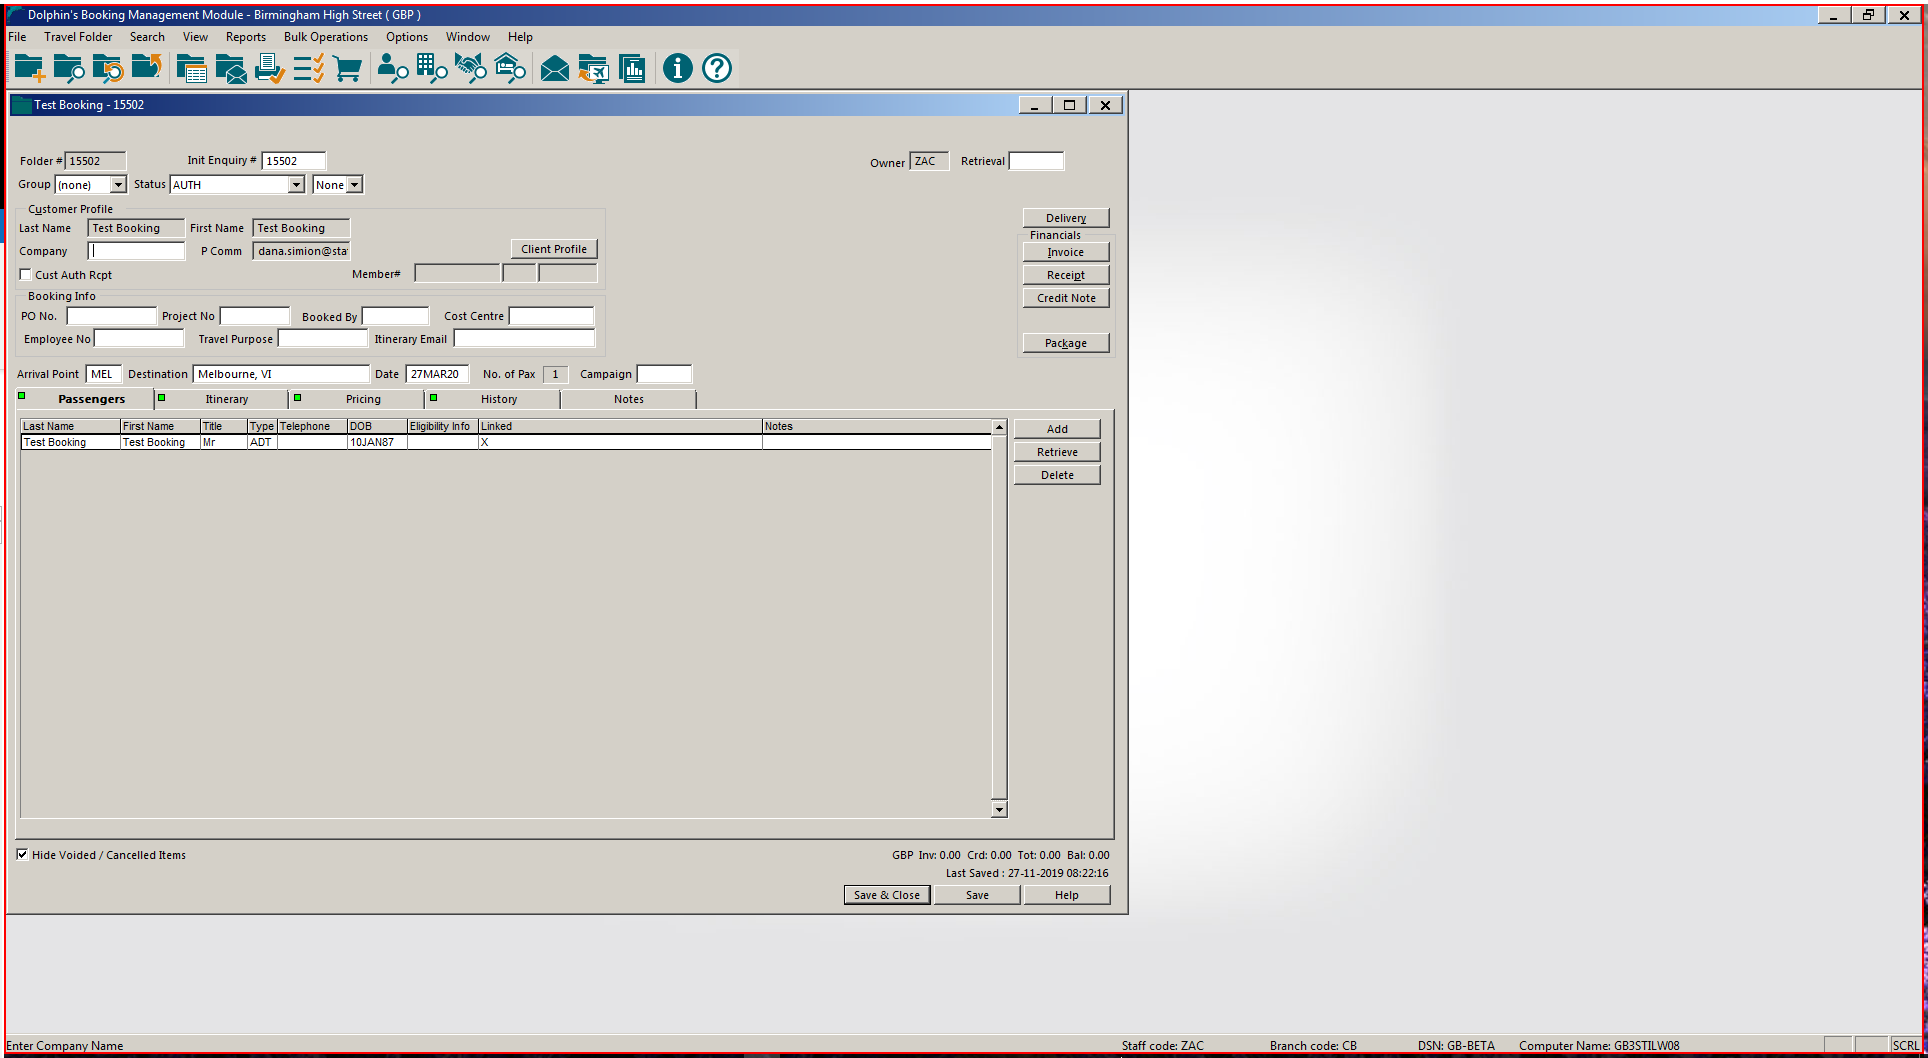 Dolphin's Booking Management Module - Birmingham High Street ( GBP )
File Travel Folder Search View Reports Bulk Operations Options Window Help
Test Booking - 15502
Folder # 15502 Init Enquiry # 15502 Owner ZAC Retrieval
Group (none) Status AUTH None
Customer Profile
Last Name Test Booking First Name Test Booking
Company P Comm dana.simion@sta Client Profile
Cust Auth Rcpt Member#
Booking Info
PO No. Project No Booked By Cost Centre
Employee No Travel Purpose Itinerary Email
Delivery
Financials
Invoice
Receipt
Credit Note
Package
Arrival Point MEL Destination Melbourne, VI Date 27MAR20 No. of Pax 1 Campaign
Passengers Itinerary Pricing History Notes
Last Name First Name Title Type Telephone DOB Eligibility Info Linked Notes
Test Booking Test Booking Mr ADT 10JAN87 X
Add
Retrieve
Delete
Hide Voided / Cancelled Items
GBP Inv: 0.00 Crd: 0.00 Tot: 0.00 Bal: 0.00
Last Saved : 27-11-2019 08:22:16
Save & Close Save Help
Enter Company Name Staff code: ZAC Branch code: CB DSN: GB-BETA Computer Name: GB3STILW08 SCRL